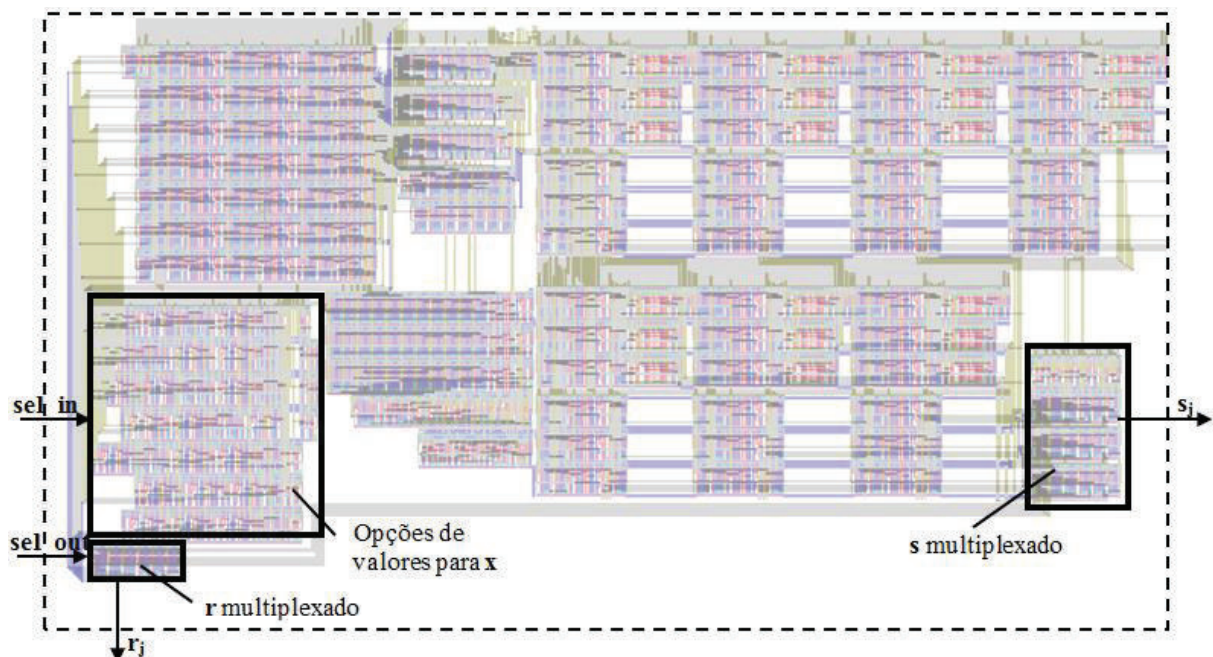 sel_in
s_j
sel_out
Opções de
valores para x
s multiplexado
r multiplexado
r_j